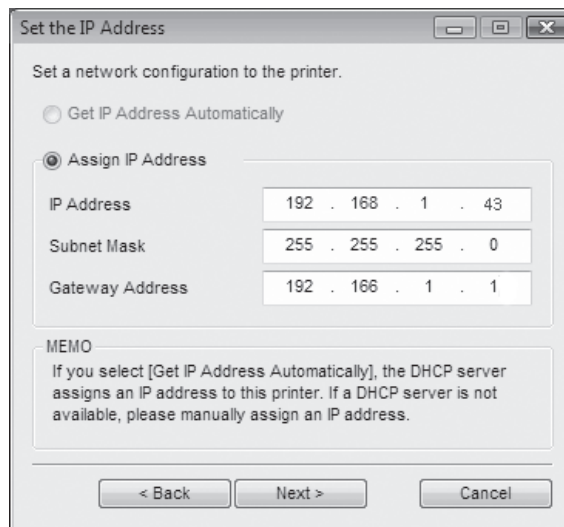 Set the IP Address
Set a network configuration to the printer.
Get IP Address Automatically
Assign IP Address
IP Address 192 . 168 . 1 . 43
Subnet Mask 255 . 255 . 255 . 0
Gateway Address 192 . 166 . 1 . 1
MEMO
If you select [Get IP Address Automatically], the DHCP server
assigns an IP address to this printer. If a DHCP server is not
available, please manually assign an IP address.
< Back Next > Cancel